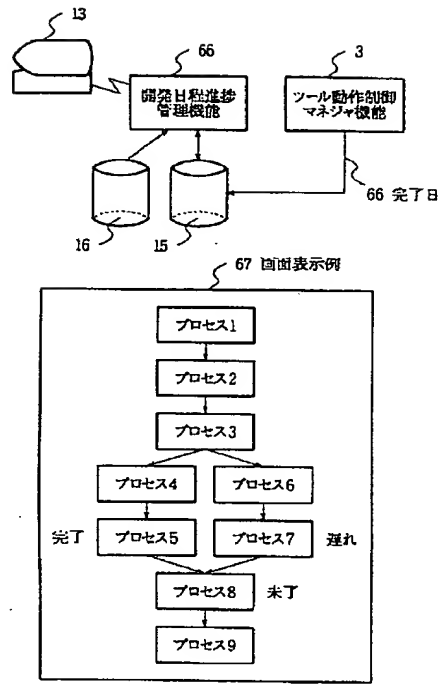 13
66
3
開発日程進捗
管理機能
ツール動作制御
マネジャ機能
66 完了日
16
15
67 画面表示例
プロセス1
プロセス2
プロセス3
プロセス4
プロセス6
完了
プロセス5
プロセス7
遅れ
プロセス8
未了
プロセス9